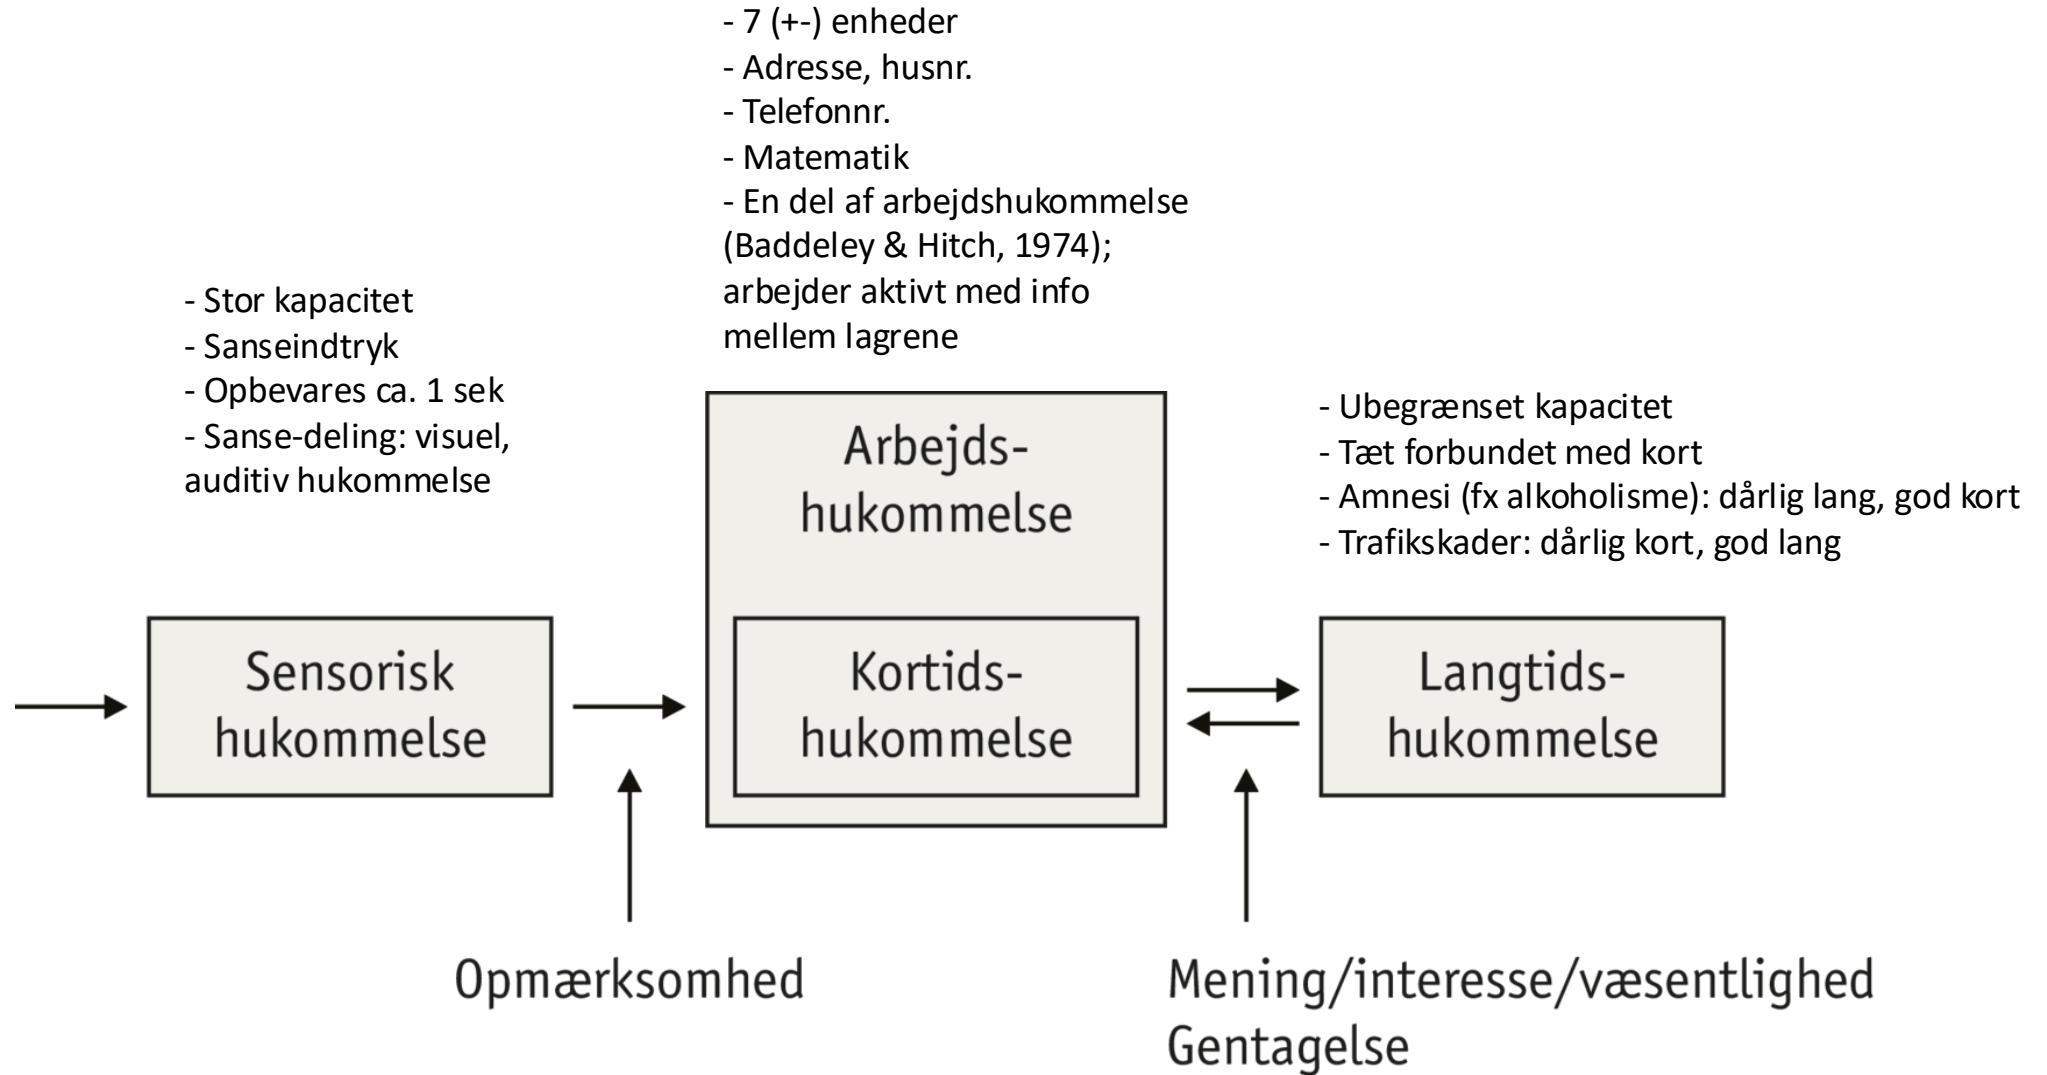 - 7 (+-) enheder
- Adresse, husnr.
- Telefonnr.
- Matematik
- En del af arbejdshukommelse
(Baddeley & Hitch, 1974);
arbejder aktivt med info
mellem lagrene
- Stor kapacitet
- Sanseindtryk
- Opbevares ca. 1 sek
- Sanse-deling: visuel,
auditiv hukommelse
- Ubegrænset kapacitet
- Tæt forbundet med kort
- Amnesi (fx alkoholisme): dårlig lang, god kort
- Trafikskader: dårlig kort, god lang
Arbejds-
hukommelse
Sensorisk
hukommelse
Kortids-
hukommelse
Langtids-
hukommelse
Opmærksomhed
Mening/interesse/væsentlighed
Gentagelse